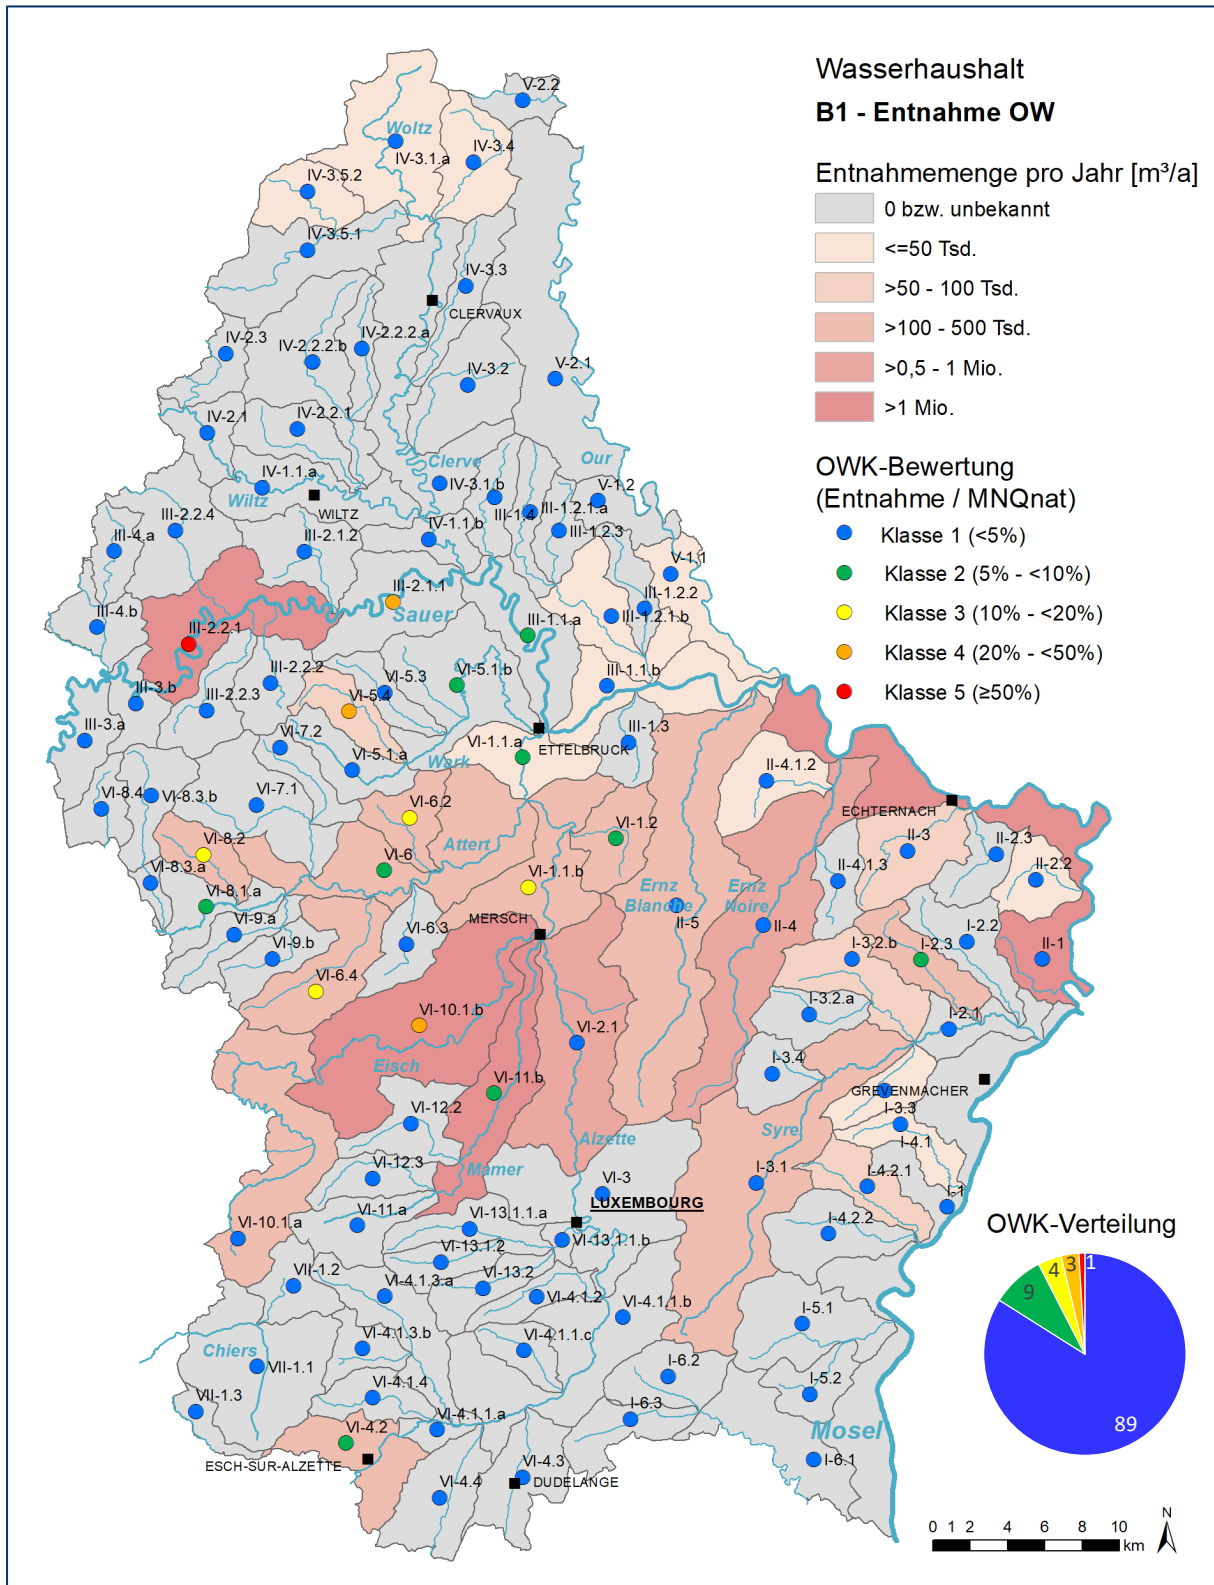 Wasserhaushalt
B1 - Entnahme OW
Entnahmemenge pro Jahr [m³/a]
0 bzw. unbekannt
<=50 Tsd.
>50 - 100 Tsd.
>100 - 500 Tsd.
>0,5 - 1 Mio.
>1 Mio.
OWK-Bewertung
(Entnahme / MNQnat)
Klasse 1 (<5%)
Klasse 2 (5% - <10%)
Klasse 3 (10% - <20%)
Klasse 4 (20% - <50%)
Klasse 5 (≥50%)
V-2.2
Woltz
IV-3.1.a
IV-3.4
IV-3.5.2
IV-3.5.1
IV-3.3
CLERVAUX
IV-2.3
IV-2.2.2.b
IV-2.2.2.a
IV-3.2
V-2.1
IV-2.1
IV-2.2.1
Clerve
Our
IV-1.1.a
Wiltz
WILTZ
IV-3.1.b
V-1.2
III-1.4
III-1.2.1.a
III-2.2.4
III-4.a
III-2.1.2
IV-1.1.b
III-1.2.3
V-1.1
III-2.1.1
Sauer
III-1.2.2
III-4.b
III-2.2.1
III-1.1.a
III-1.2.1.b
III-2.2.2
VI-5.3
VI-5.1.b
III-1.1.b
III-3.b
III-2.2.3
VI-5.4
III-3.a
VI-7.2
VI-5.1.a
Wark
VI-1.1.a
ETTELBRUCK
III-1.3
II-4.1.2
VI-8.4
VI-8.3.b
VI-7.1
VI-6.2
ECHTERNACH
VI-8.2
Attert
VI-1.2
II-3
II-2.3
VI-8.3.a
VI-6
VI-1.1.b
II-4.1.3
II-2.2
VI-8.1.a
Ernz
Blanche
Ernz
Noire
VI-9.a
VI-9.b
VI-6.3
MERSCH
II-5
II-4
I-2.2
II-1
I-3.2.b
I-2.3
VI-6.4
VI-10.1.b
I-3.2.a
I-2.1
VI-2.1
Eisch
I-3.4
VI-11.b
GREVENMACHER
I-3.3
VI-12.2
Alzette
Syre
I-4.1
VI-12.3
Mamer
VI-3
I-3.1
I-4.2.1
I-1
LUXEMBOURG
VI-10.1.a
VI-11.a
VI-13.1.1.a
VI-13.1.1.b
I-4.2.2
VI-13.1.2
VII-1.2
VI-4.1.3.a
VI-13.2
VI-4.1.2
VI-4.1.1.b
I-5.1
Chiers
VI-4.1.3.b
VI-4.1.1.c
VII-1.1
I-6.2
VII-1.3
VI-4.1.4
I-5.2
VI-4.2
VI-4.1.1.a
I-6.3
Mosel
ESCH-SUR-ALZETTE
VI-4.3
DUDELANGE
I-6.1
VI-4.4
OWK-Verteilung
9
4
3
1
89
0 1 2 4 6 8 10
km
N